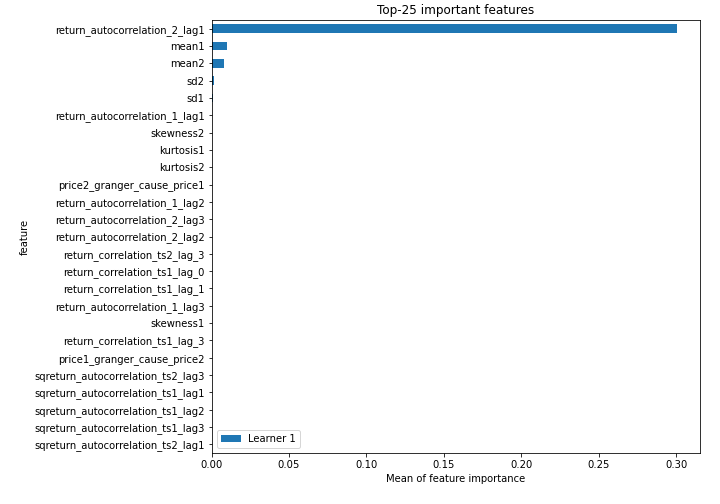 Top-25 important features
return_autocorrelation_2_lag1
mean1
mean2
sd2
sd1
return_autocorrelation_1_lag1
skewness2
kurtosis1
kurtosis2
price2_granger_cause_price1
return_autocorrelation_1_lag2
return_autocorrelation_2_lag3
return_autocorrelation_2_lag2
return_correlation_ts2_lag_3
return_correlation_ts1_lag_0
return_correlation_ts1_lag_1
return_autocorrelation_1_lag3
skewness1
return_correlation_ts1_lag_3
price1_granger_cause_price2
sqreturn_autocorrelation_ts2_lag3
sqreturn_autocorrelation_ts1_lag1
sqreturn_autocorrelation_ts1_lag2
sqreturn_autocorrelation_ts1_lag3
sqreturn_autocorrelation_ts2_lag1
feature
Learner 1
0.00 0.05 0.10 0.15 0.20 0.25 0.30
Mean of feature importance